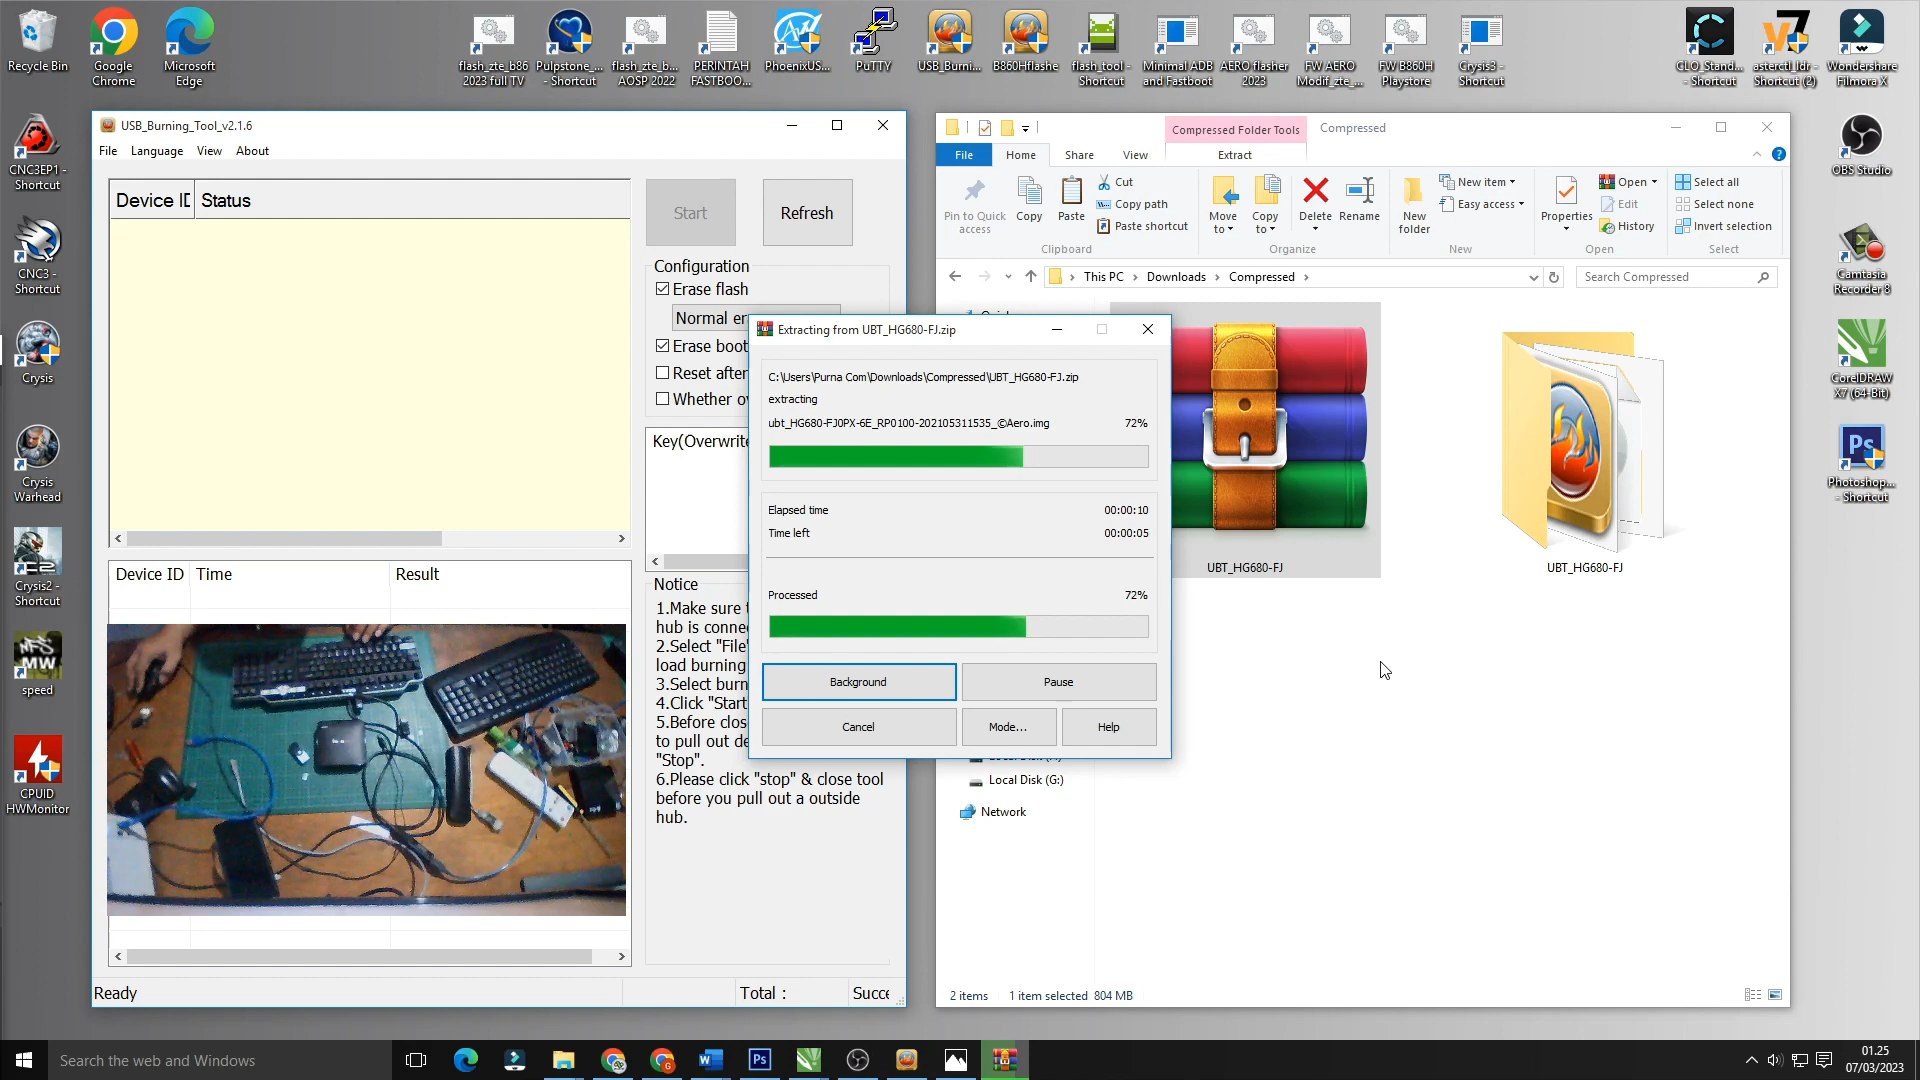 Recycle Bin
Google Chrome
Microsoft Edge
flash_zte_b86 2023 full TV
Pulpstone_... - Shortcut
flash_zte_b... AOSP 2022
PERINTAH FASTBOO...
PhoenixUS...
PuTTY
USB_Burni...
B860Hflashe
flash_tool - Shortcut
Minimal ADB and Fastboot
AERO flasher 2023
FW AERO Modif_zte_...
FW B860H Playstore
Crysis3 - Shortcut
CLO_Stand... - Shortcut
asterctl_ldr - Shortcut (2)
Wondershare Filmora X
CNC3EP1 - Shortcut
CNC3 - Shortcut
Crysis
Crysis Warhead
Crysis2 - Shortcut
speed
CPUID HWMonitor
OBS Studio
Camtasia Recorder 8
CorelDRAW X7 (64-Bit)
Photoshop... - Shortcut
USB_Burning_Tool_v2.1.6
File Language View About
Device ID Status
Start
Refresh
Configuration
Erase flash
Normal er
Erase boot
Reset after
Whether ov
Key(Overwrite
Device ID Time Result
Notice
1.Make sure t
hub is conne
2.Select "File"
load burning
3.Select burn
4.Click "Start
5.Before clos
to pull out de
"Stop".
6.Please click "stop" & close tool
before you pull out a outside
hub.
Ready
Total :
Succe
Extracting from UBT_HG680-FJ.zip
C:\Users\Purna Com\Downloads\Compressed\UBT_HG680-FJ.zip
extracting
ubt_HG680-FJ0PX-6E_RP0100-202105311535_©Aero.img 72%
Elapsed time 00:00:10
Time left 00:00:05
Processed 72%
Background
Pause
Cancel
Mode...
Help
Compressed Folder Tools
Compressed
File Home Share View Extract
Pin to Quick access
Copy
Paste
Cut
Copy path
Paste shortcut
Clipboard
Move to
Copy to
Delete
Rename
Organize
New folder
New item
Easy access
New
Properties
Open
Edit
History
Open
Select all
Select none
Invert selection
Select
This PC Downloads Compressed
Search Compressed
UBT_HG680-FJ
UBT_HG680-FJ
Local Disk (G:)
Network
2 items 1 item selected 804 MB
Search the web and Windows
01.25
07/03/2023